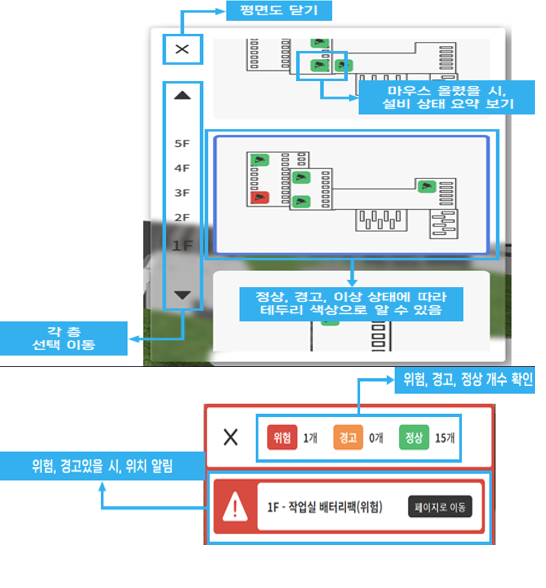 평면도 닫기
마우스 올렸을 시,
설비 상태 요약 보기
5F
4F
3F
2F
1F
정상, 경고, 이상 상태에 따라
테두리 색상으로 알 수 있음
각 층
선택 이동
위험, 경고, 정상 개수 확인
위험 1개 경고 0개 정상 15개
위험, 경고있을 시, 위치 알림
1F - 작업실 배터리팩(위험) 페이지로 이동